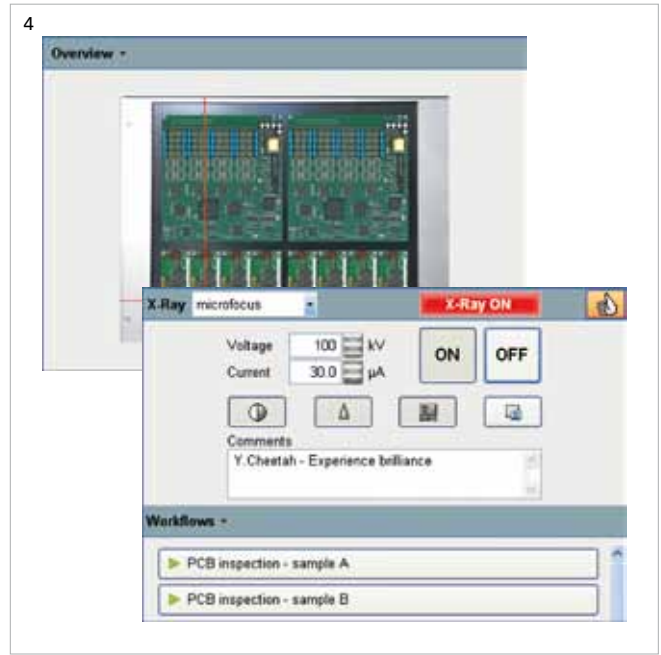 4
Overview
X-Ray microfocus X-Ray ON
Voltage 100 kV ON OFF
Current 30.0 µA
Comments
Y.Cheetah - Experience brilliance
Workflows
PCB inspection - sample A
PCB inspection - sample B